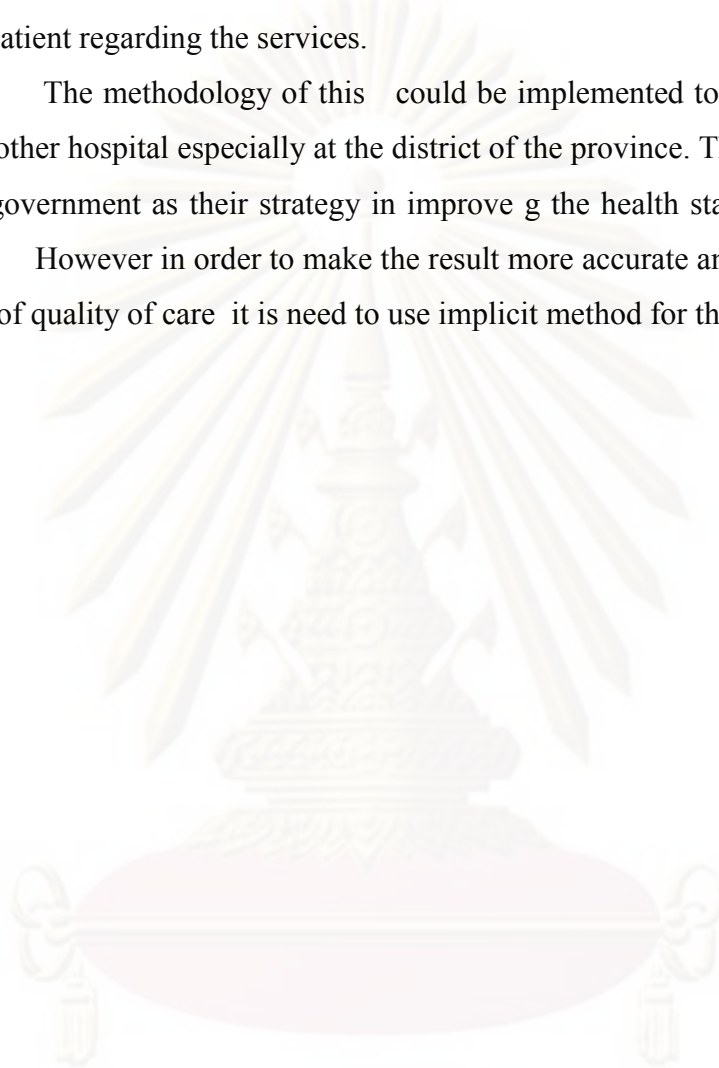 atient regarding the services.
The methodology of this could be implemented to
other hospital especially at the district of the province. T
government as their strategy in improve g the health sta
However in order to make the result more accurate a
of quality of care it is need to use implicit method for th